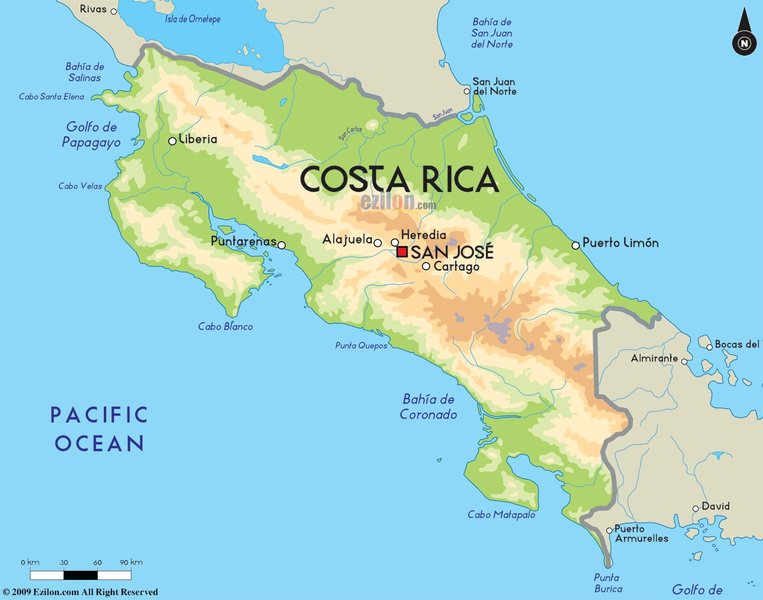 Rivas
Isla de Ometepe
Bahía de
San Juan
del Norte
N
Bahía de
Salinas
San Juan
del Norte
Cabo Santa Elena
San Juan
Golfo de
Papagayo
San Carlos
Liberia
COSTA RICA
ezilon.com
Cabo Velas
Puntarenas
Alajuela
Heredia
SAN JOSÉ
Cartago
Puerto Limón
Cabo Blanco
Punta Quepos
Bocas del
Almirante
Bahía de
Coronado
PACIFIC
OCEAN
Cabo Matapalo
David
Puerto
Armurelles
0 km 30 60 90 km
Punta
Burica
Golfo de
© 2009 Ezilon.com All Right Reserved